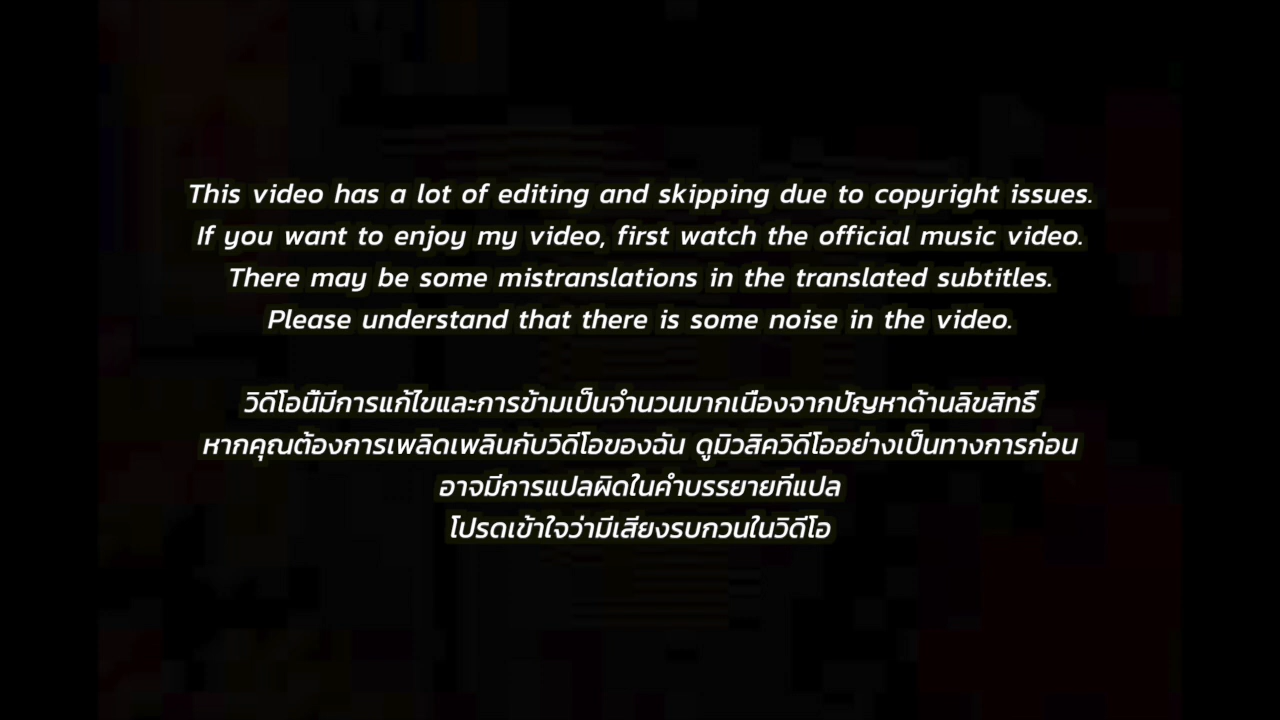 This video has a lot of editing and skipping due to copyright issues.
If you want to enjoy my video, first watch the official music video.
There may be some mistranslations in the translated subtitles.
Please understand that there is some noise in the video.
วิดีโอนี้มีการแก้ไขและการข้ามเป็นจำนวนมากเนื่องจากปัญหาด้านลิขสิทธิ์
หากคุณต้องการเพลิดเพลินกับวิดีโอของฉัน ดูมิวสิควิดีโออย่างเป็นทางการก่อน
อาจมีการแปลผิดในคำบรรยายที่แปล
โปรดเข้าใจว่ามีเสียงรบกวนในวิดีโอ